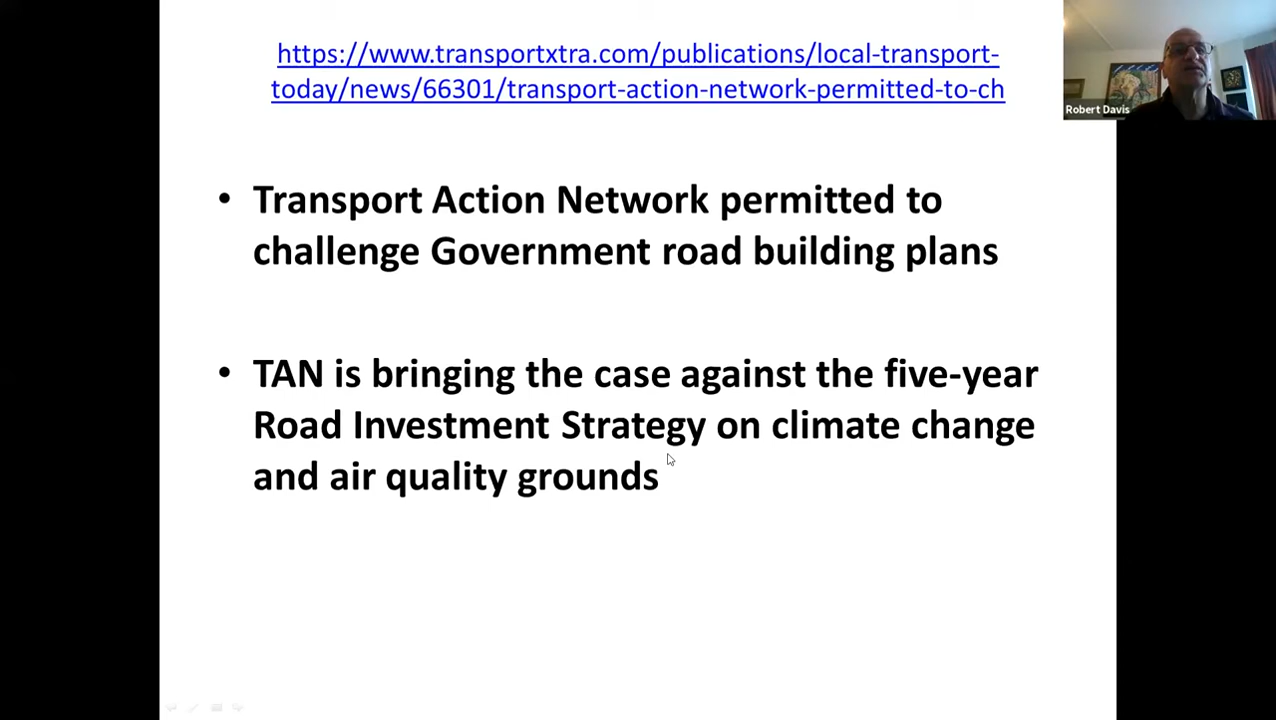 https://www.transportxtra.com/publications/local-transport-
today/news/66301/transport-action-network-permitted-to-ch
Robert Davis
• Transport Action Network permitted to
challenge Government road building plans
• TAN is bringing the case against the five-year
Road Investment Strategy on climate change
and air quality grounds